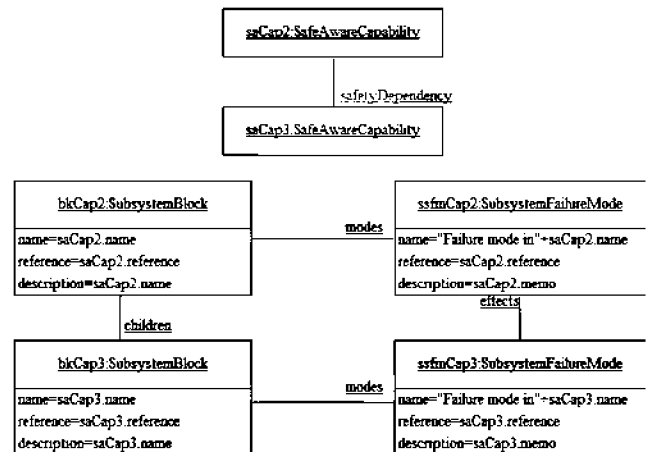 saCap2:SafeAwareCapability
safetyDependency
saCap3.SafeAwareCapability
bkCap2:SubsystemBlock
name=saCap2.name
reference=saCap2.reference
description=saCap2.name
modes
ssfmCap2:SubsystemFailureMode
name="Failure mode in"+saCap2.name
reference=saCap2.reference
description=saCap2.memo
children
effects
bkCap3:SubsystemBlock
name=saCap3.name
reference=saCap3.reference
description=saCap3.name
modes
ssfmCap3:SubsystemFailureMode
name="Failure mode in"+saCap3.name
reference=saCap3.reference
description=saCap3.memo